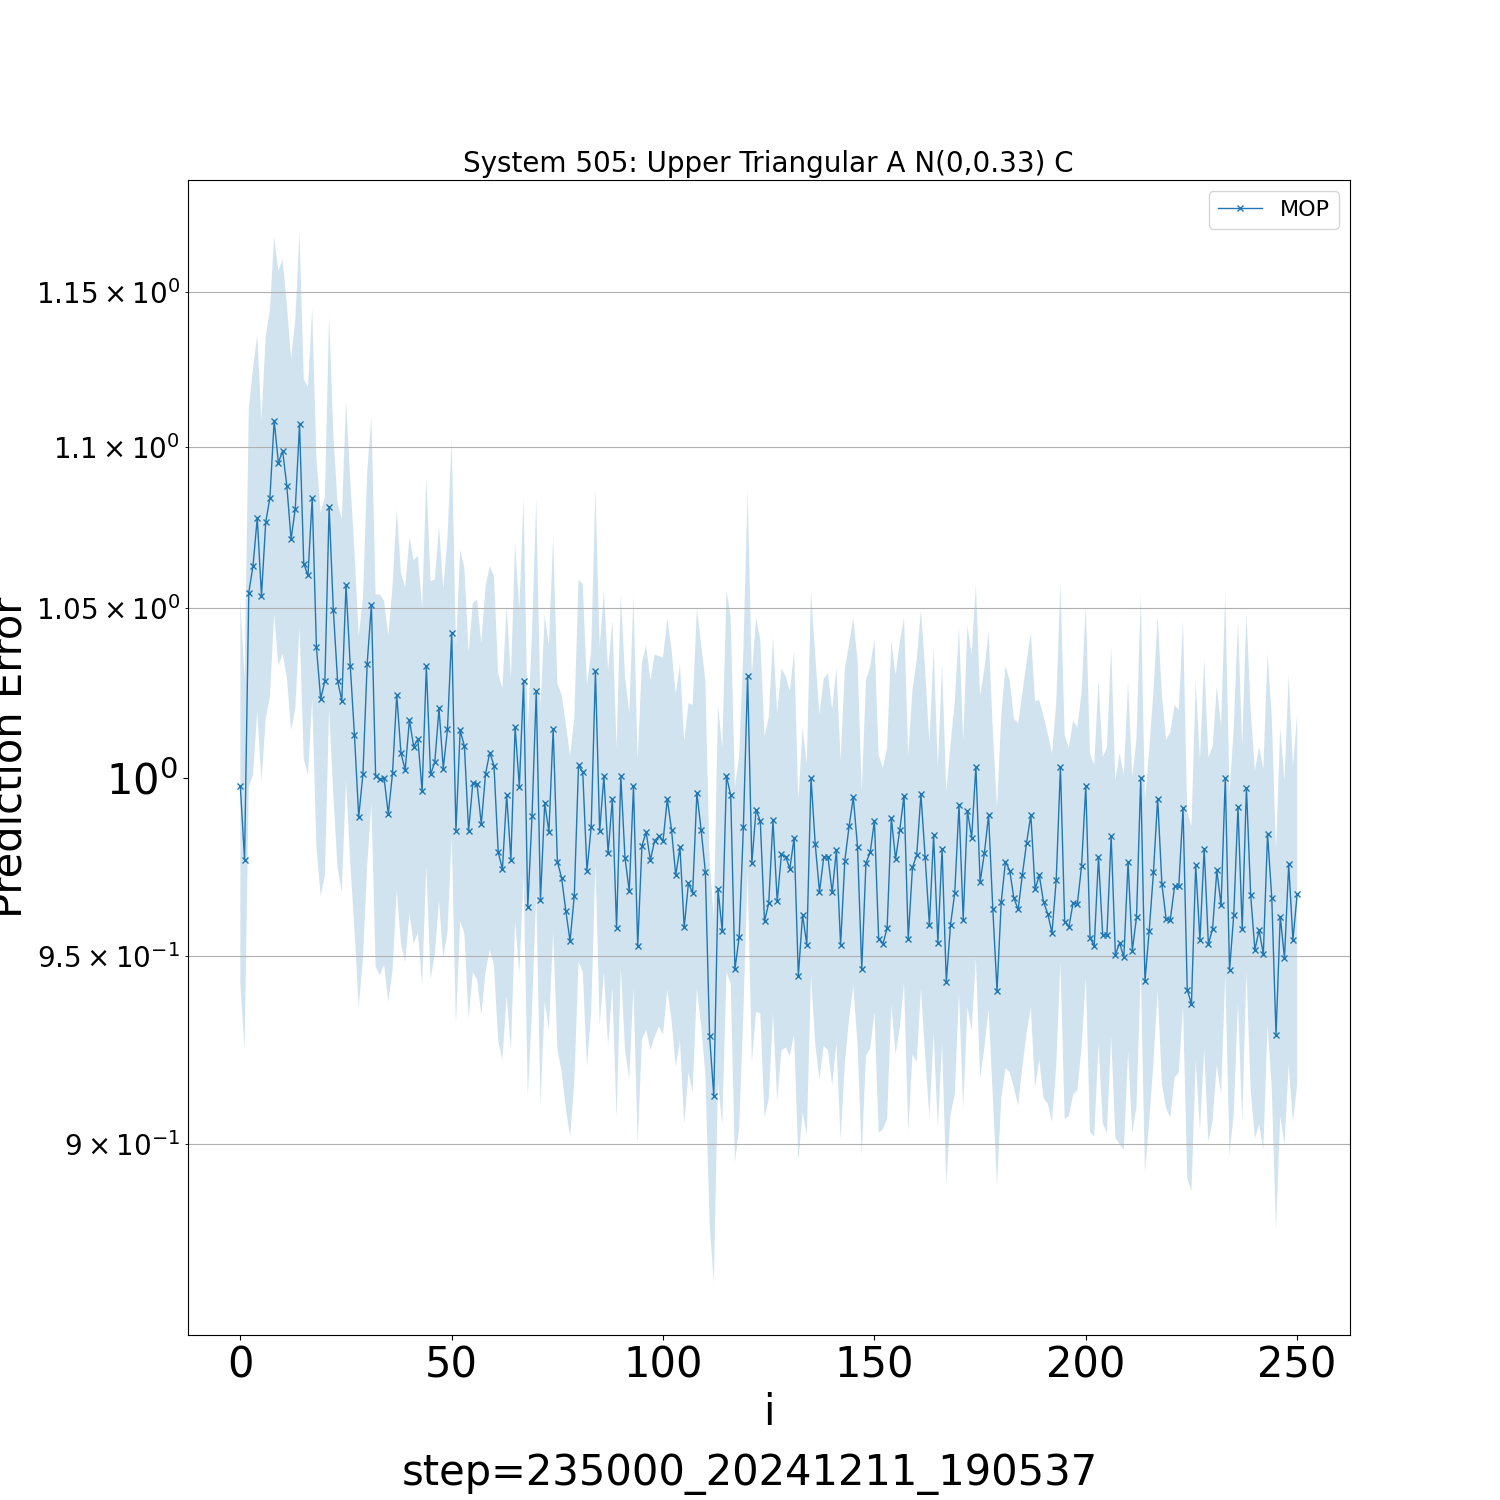 System 505: Upper Triangular A N(0,0.33) C
MOP
1.15 × 10⁰
1.1 × 10⁰
1.05 × 10⁰
10⁰
9.5 × 10⁻¹
9 × 10⁻¹
Prediction Error
0 50 100 150 200 250
i
step=235000_20241211_190537